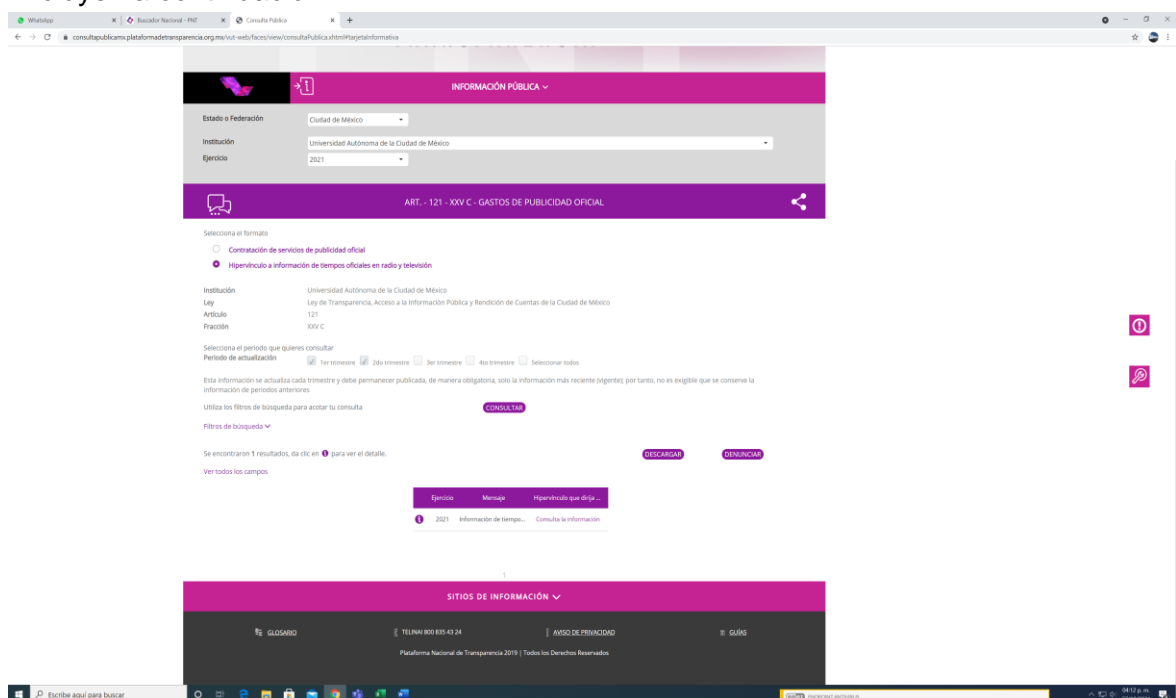 WhatsApp
Buscador Nacional - PNT
Consulta Pública
consultapublicamx.plataformadetransparencia.org.mx/vut-web/faces/view/consultaPublica.xhtml#tarjetaInformativa
INFORMACIÓN PÚBLICA
Estado o Federación Ciudad de México
Institución Universidad Autónoma de la Ciudad de México
Ejercicio 2021
ART. - 121 - XXV C - GASTOS DE PUBLICIDAD OFICIAL
Selecciona el formato
Contratación de servicios de publicidad oficial
Hipervínculo a información de tiempos oficiales en radio y televisión
Institución Universidad Autónoma de la Ciudad de México
Ley Ley de Transparencia, Acceso a la Información Pública y Rendición de Cuentas de la Ciudad de México
Artículo 121
Fracción XXV C
Selecciona el periodo que quieres consultar
Periodo de actualización 1er trimestre 2do trimestre 3er trimestre 4to trimestre Seleccionar todos
Esta información se actualiza cada trimestre y debe permanecer publicada, de manera obligatoria, solo la información más reciente (vigente); por tanto, no es exigible que se conserve la
información de periodos anteriores
Utiliza los filtros de búsqueda para acotar tu consulta CONSULTAR
Filtros de búsqueda
Se encontraron 1 resultados, da clic en i para ver el detalle. DESCARGAR DENUNCIAR
Ver todos los campos
Ejercicio Mensaje Hipervínculo que dirija ...
2021 Información de tiempo... Consulta la información
1
SITIOS DE INFORMACIÓN
GLOSARIO TELINAI 800 835 43 24 AVISO DE PRIVACIDAD GUÍAS
Plataforma Nacional de Transparencia 2019 | Todos los Derechos Reservados
Escribe aquí para buscar
04:12 p. m.